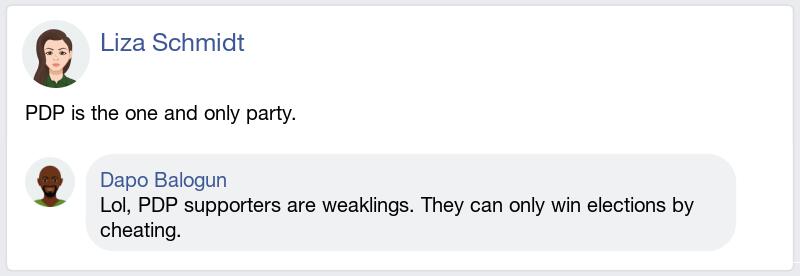 Liza Schmidt
PDP is the one and only party.
Dapo Balogun
Lol, PDP supporters are weaklings. They can only win elections by
cheating.